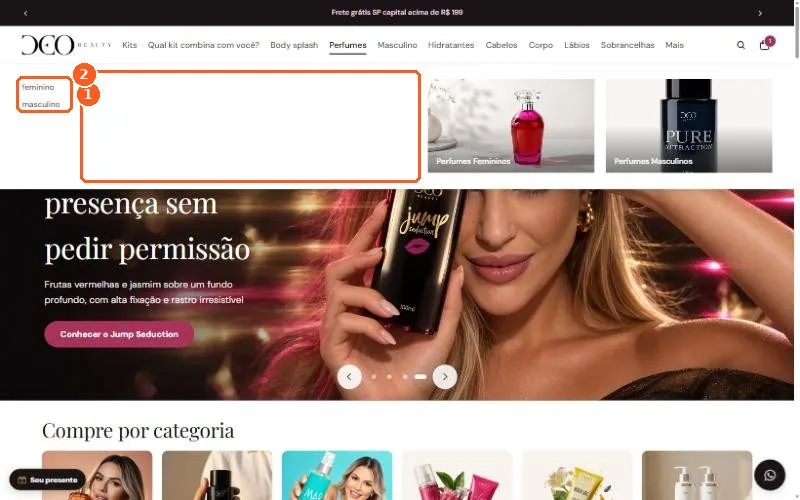 Frete grátis SP capital acima de R$ 199
DEO BEAUTY
Kits
Qual kit combina com você?
Body splash
Perfumes
Masculino
Hidratantes
Cabelos
Corpo
Lábios
Sobrancelhas
Mais
1
2
1
feminino
masculino
Perfumes Femininos
DEO
PURE
ATTRACTION
Perfumes Masculinos
presença sem
pedir permissão
Frutas vermelhas e jasmim sobre um fundo
profundo, com alta fixação e rastro irresistível
Conhecer o Jump Seduction
DEO
BEAUTY
jump
seduction
100ml
Compre por categoria
Seu presente